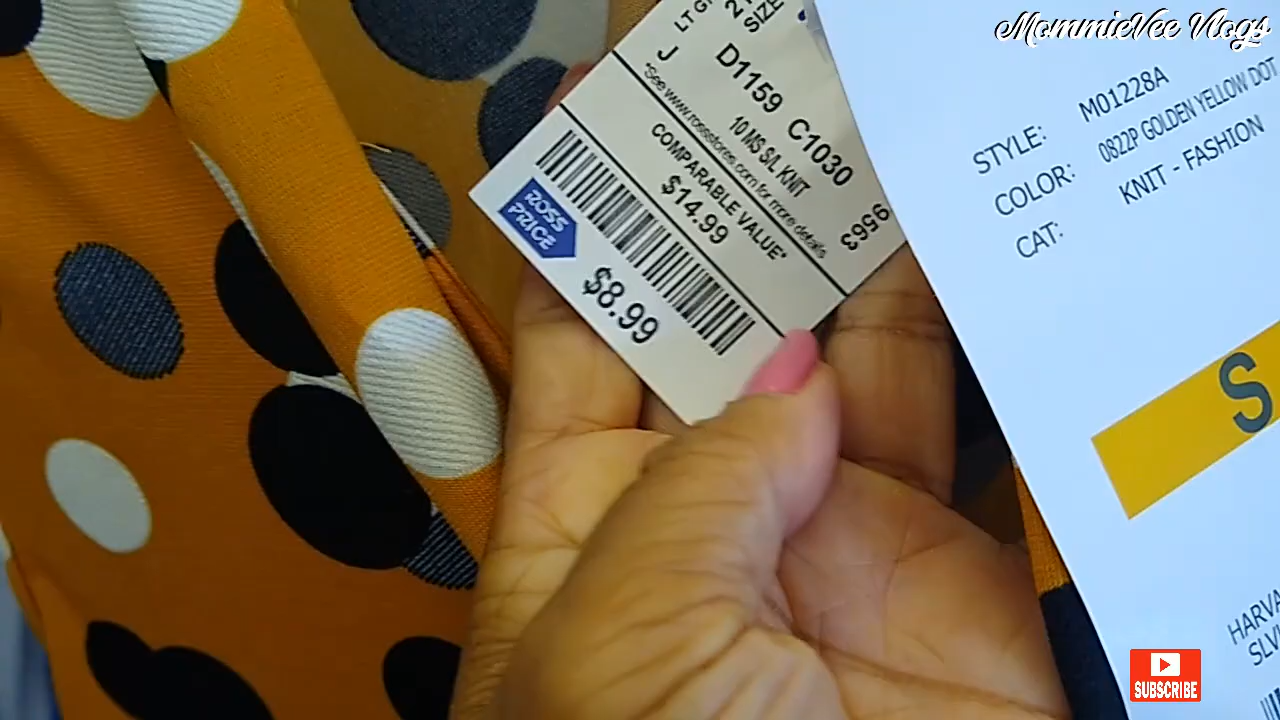 MommieVee Vlogs
LT
SIZE
J
D1159 C1030
*See www.rossstores.com for more details
10 MS S/L KNIT
9563
COMPARABLE VALUE*
$14.99
ROSS
PRICE
$8.99
STYLE: M01228A
COLOR: 0822P GOLDEN YELLOW DOT
CAT: KNIT - FASHION
S
SUBSCRIBE